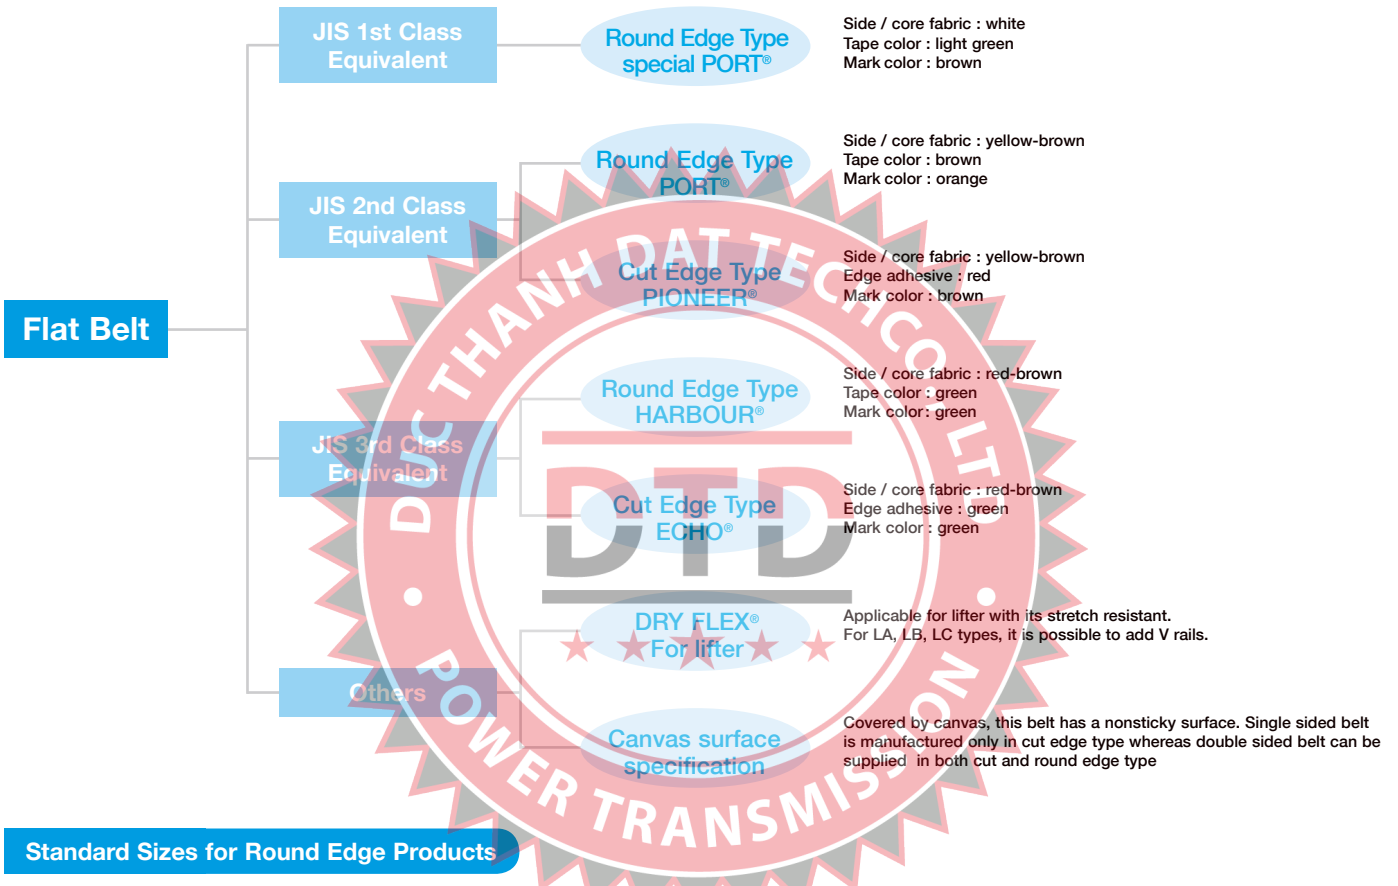 JIS 1st Class
Equivalent
Round Edge Type
special PORT®
Side / core fabric : white
Tape color : light green
Mark color : brown
JIS 2nd Class
Equivalent
Round Edge Type
PORT®
Side / core fabric : yellow-brown
Tape color : brown
Mark color : orange
Cut Edge Type
PIONEER®
Side / core fabric : yellow-brown
Edge adhesive : red
Mark color : brown
Flat Belt
JIS 3rd Class
Equivalent
Round Edge Type
HARBOUR®
Side / core fabric : red-brown
Tape color : green
Mark color : green
Cut Edge Type
ECHO®
Side / core fabric : red-brown
Edge adhesive : green
Mark color : green
Others
DRY FLEX®
For lifter
Applicable for lifter with its stretch resistant.
For LA, LB, LC types, it is possible to add V rails.
Canvas surface
specification
Covered by canvas, this belt has a nonsticky surface. Single sided belt
is manufactured only in cut edge type whereas double sided belt can be
supplied in both cut and round edge type
Standard Sizes for Round Edge Products
DUC THANH DAT TECHCO., LTD
DTD
POWER TRANSMISSION